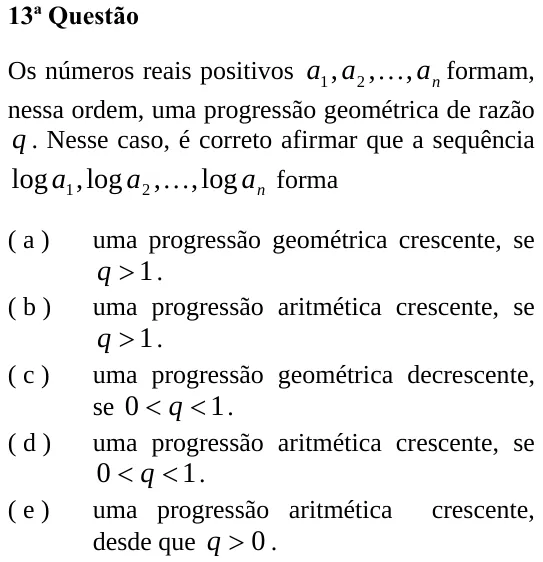 13ª Questão
Os números reais positivos a₁, a₂, ..., aₙ formam,
nessa ordem, uma progressão geométrica de razão
q. Nesse caso, é correto afirmar que a sequência
log a₁, log a₂, ..., log aₙ forma
( a ) uma progressão geométrica crescente, se
q > 1.
( b ) uma progressão aritmética crescente, se
q > 1.
( c ) uma progressão geométrica decrescente,
se 0 < q < 1.
( d ) uma progressão aritmética crescente, se
0 < q < 1.
( e ) uma progressão aritmética crescente,
desde que q > 0.